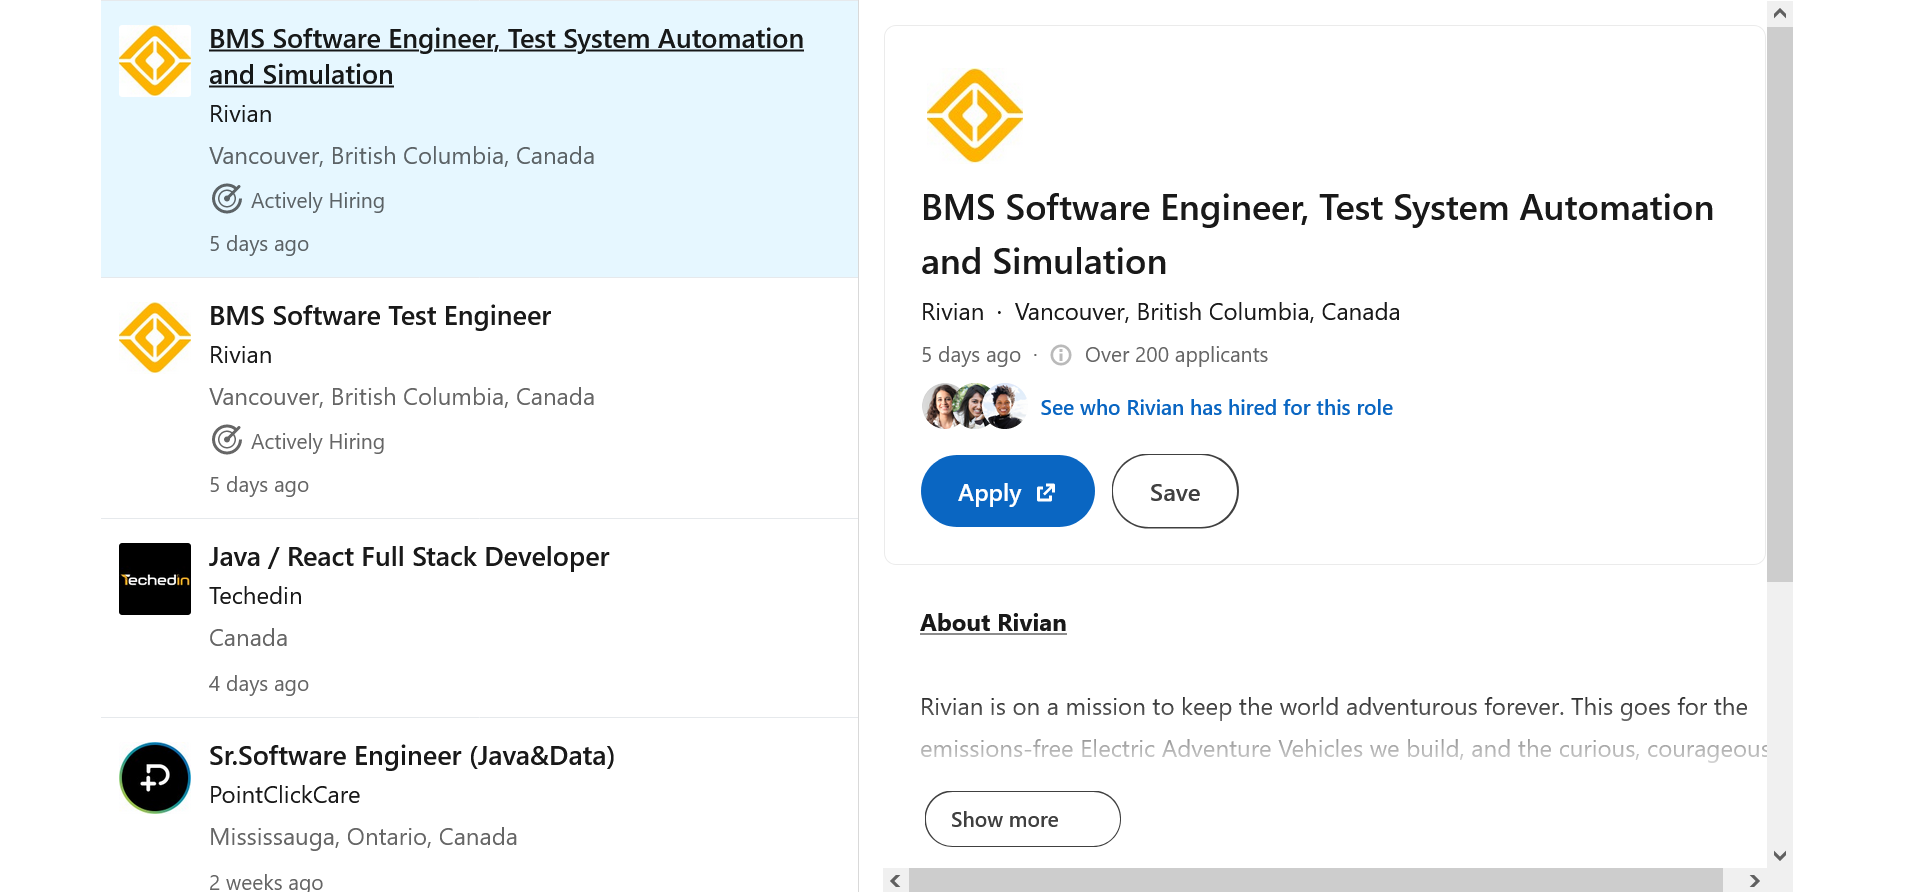 BMS Software Engineer, Test System Automation
and Simulation
Rivian
Vancouver, British Columbia, Canada
Actively Hiring
5 days ago
BMS Software Test Engineer
Rivian
Vancouver, British Columbia, Canada
Actively Hiring
5 days ago
Techedin
Java / React Full Stack Developer
Techedin
Canada
4 days ago
Sr.Software Engineer (Java&Data)
PointClickCare
Mississauga, Ontario, Canada
2 weeks ago
BMS Software Engineer, Test System Automation
and Simulation
Rivian · Vancouver, British Columbia, Canada
5 days ago · Over 200 applicants
See who Rivian has hired for this role
Apply
Save
About Rivian
Rivian is on a mission to keep the world adventurous forever. This goes for the
emissions-free Electric Adventure Vehicles we build, and the curious, courageous
Show more